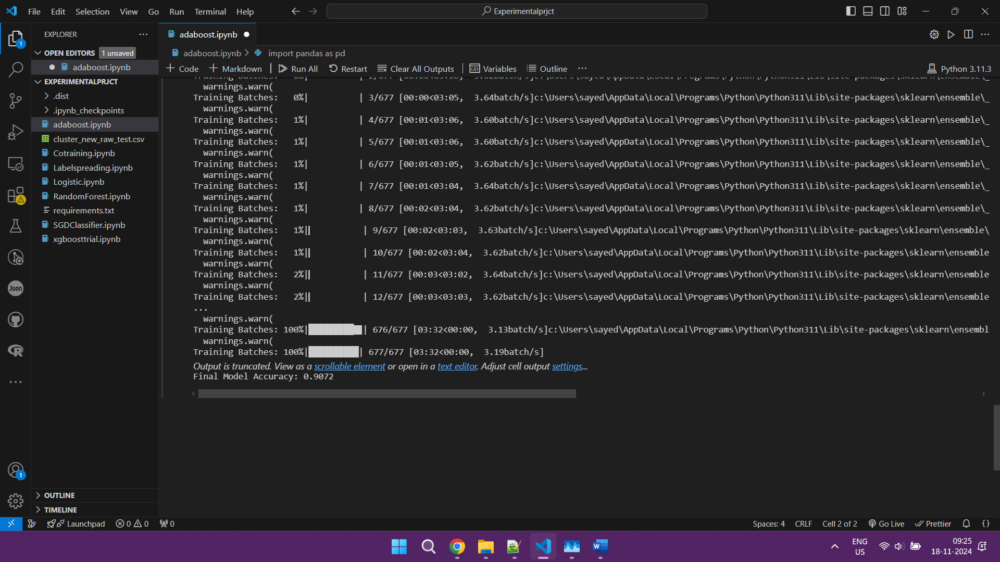 File Edit Selection View Go Run Terminal Help
Experimentalprjct
EXPLORER
OPEN EDITORS 1 unsaved
adaboost.ipynb
EXPERIMENTALPRJCT
.dist
.ipynb_checkpoints
adaboost.ipynb
cluster_new_raw_test.csv
Cotraining.ipynb
Labelspreading.ipynb
Logistic.ipynb
RandomForest.ipynb
requirements.txt
SGDClassifier.ipynb
xgboosttrial.ipynb
OUTLINE
TIMELINE
adaboost.ipynb
adaboost.ipynb > import pandas as pd
+ Code + Markdown | Run All Restart Clear All Outputs | Variables Outline ... Python 3.11.3
warnings.warn(
Training Batches: 0%| | 3/677 [00:00<03:05, 3.64batch/s]c:\Users\sayed\AppData\Local\Programs\Python\Python311\Lib\site-packages\sklearn\ensemble\_
warnings.warn(
Training Batches: 1%| | 4/677 [00:01<03:06, 3.60batch/s]c:\Users\sayed\AppData\Local\Programs\Python\Python311\Lib\site-packages\sklearn\ensemble\_
warnings.warn(
Training Batches: 1%| | 5/677 [00:01<03:06, 3.60batch/s]c:\Users\sayed\AppData\Local\Programs\Python\Python311\Lib\site-packages\sklearn\ensemble\_
warnings.warn(
Training Batches: 1%| | 6/677 [00:01<03:05, 3.62batch/s]c:\Users\sayed\AppData\Local\Programs\Python\Python311\Lib\site-packages\sklearn\ensemble\_
warnings.warn(
Training Batches: 1%| | 7/677 [00:01<03:04, 3.64batch/s]c:\Users\sayed\AppData\Local\Programs\Python\Python311\Lib\site-packages\sklearn\ensemble\_
warnings.warn(
Training Batches: 1%| | 8/677 [00:02<03:04, 3.62batch/s]c:\Users\sayed\AppData\Local\Programs\Python\Python311\Lib\site-packages\sklearn\ensemble\_
warnings.warn(
Training Batches: 1%| | 9/677 [00:02<03:03, 3.63batch/s]c:\Users\sayed\AppData\Local\Programs\Python\Python311\Lib\site-packages\sklearn\ensemble\_
warnings.warn(
Training Batches: 1%| | 10/677 [00:02<03:04, 3.62batch/s]c:\Users\sayed\AppData\Local\Programs\Python\Python311\Lib\site-packages\sklearn\ensemble
warnings.warn(
Training Batches: 2%| | 11/677 [00:03<03:02, 3.64batch/s]c:\Users\sayed\AppData\Local\Programs\Python\Python311\Lib\site-packages\sklearn\ensemble
warnings.warn(
Training Batches: 2%| | 12/677 [00:03<03:03, 3.62batch/s]c:\Users\sayed\AppData\Local\Programs\Python\Python311\Lib\site-packages\sklearn\ensemble
...
warnings.warn(
Training Batches: 100%|██████████| 676/677 [03:32<00:00, 3.13batch/s]c:\Users\sayed\AppData\Local\Programs\Python\Python311\Lib\site-packages\sklearn\ensembl
warnings.warn(
Training Batches: 100%|██████████| 677/677 [03:32<00:00, 3.19batch/s]
Output is truncated. View as a scrollable element or open in a text editor. Adjust cell output settings...
Final Model Accuracy: 0.9072
Json
R
1
1
Launchpad 0 0 0
Spaces: 4 CRLF Cell 2 of 2 Go Live Prettier {}
W
ENG
US
09:25
18-11-2024